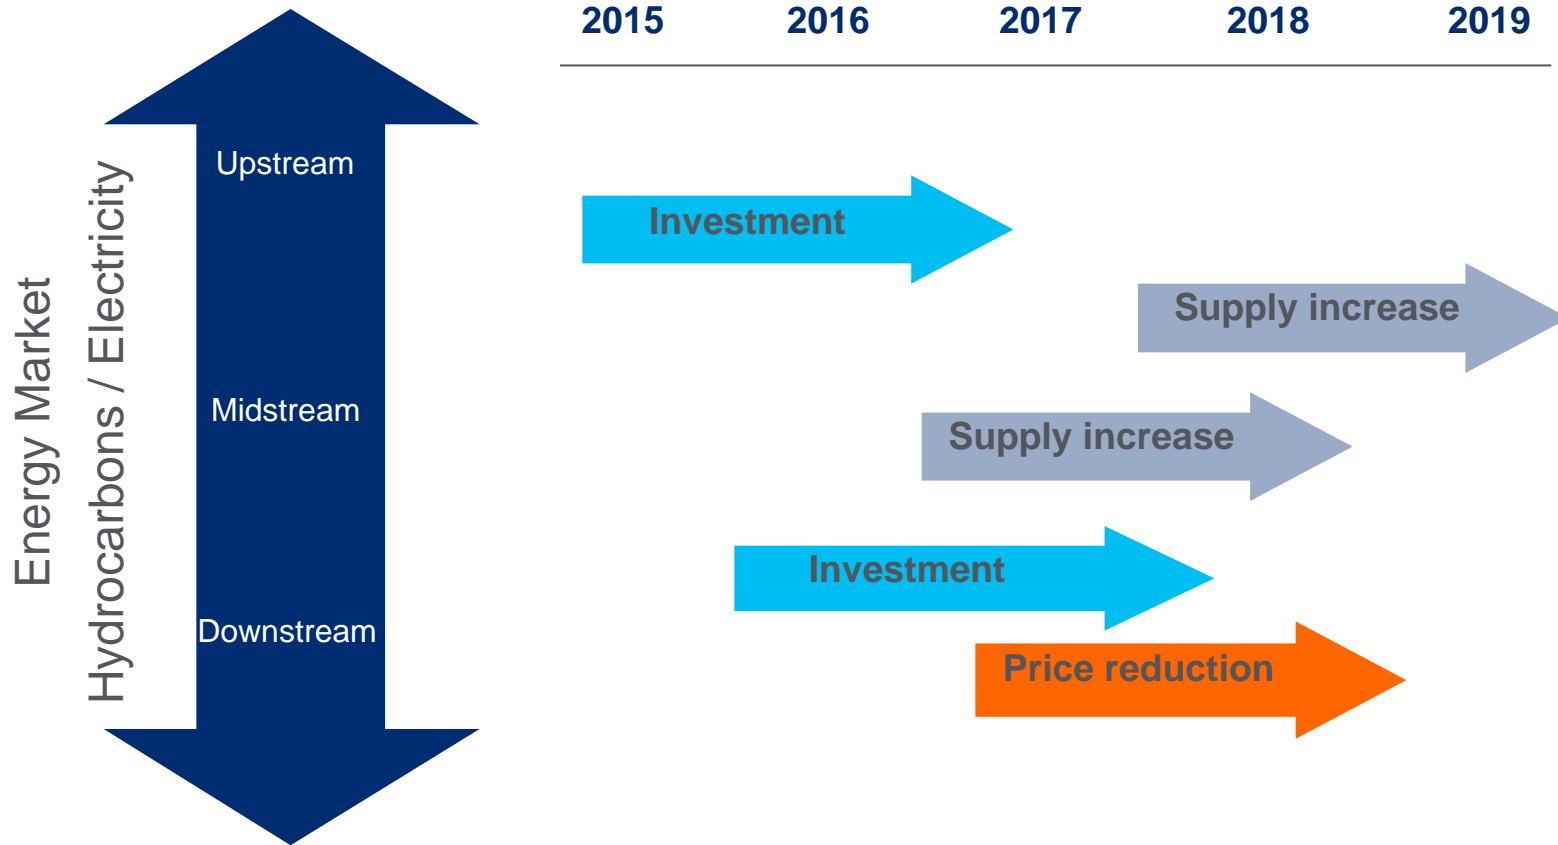 2015 2016 2017 2018 2019
Energy Market
Hydrocarbons / Electricity
Upstream
Investment
Supply increase
Midstream
Supply increase
Investment
Downstream
Price reduction